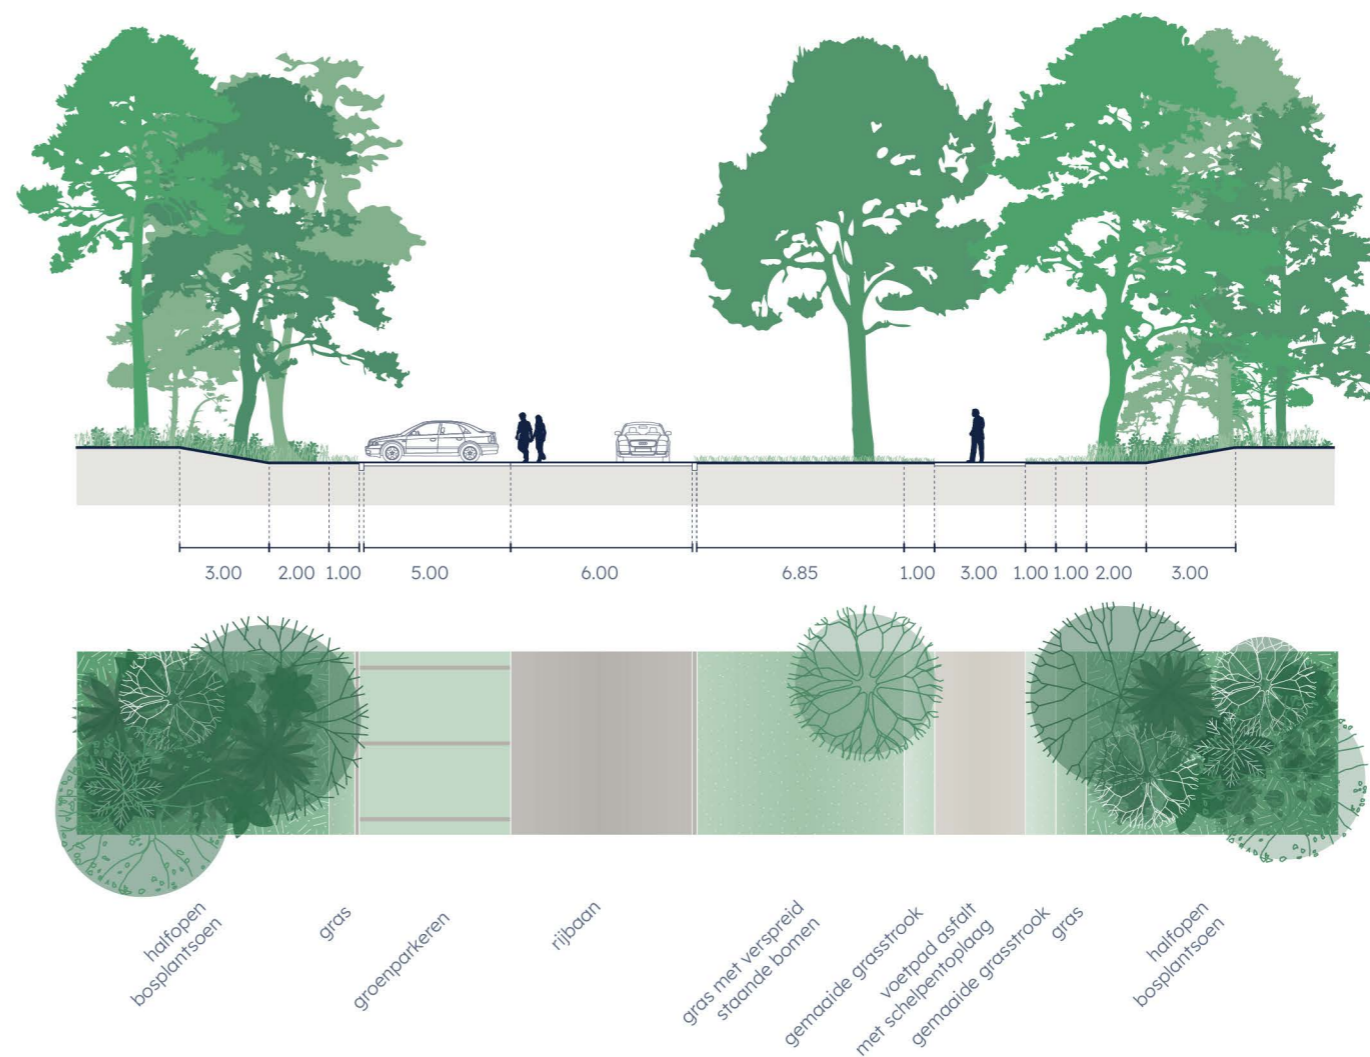 3.00 2.00 1.00 5.00 6.00 6.85 1.00 3.00 1.00 1.00 2.00 3.00
halfopen
bosplantsoen
gras
groenparkeren
rijbaan
gras met verspreid
staande bomen
gemaaide grasstrook
voetpad asfalt
met schelpentoplaag
gemaaide grasstrook
gras
halfopen
bosplantsoen